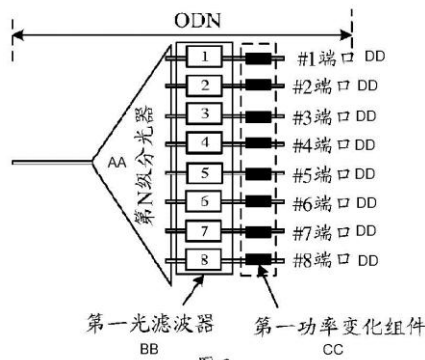 ODN
1 #1端口 DD
2 #2端口 DD
3 #3端口 DD
4 #4端口 DD
5 #5端口 DD
6 #6端口 DD
7 #7端口 DD
8 #8端口 DD
AA
第N级分光器
第一光滤波器
BB
第一功率变化组件
CC